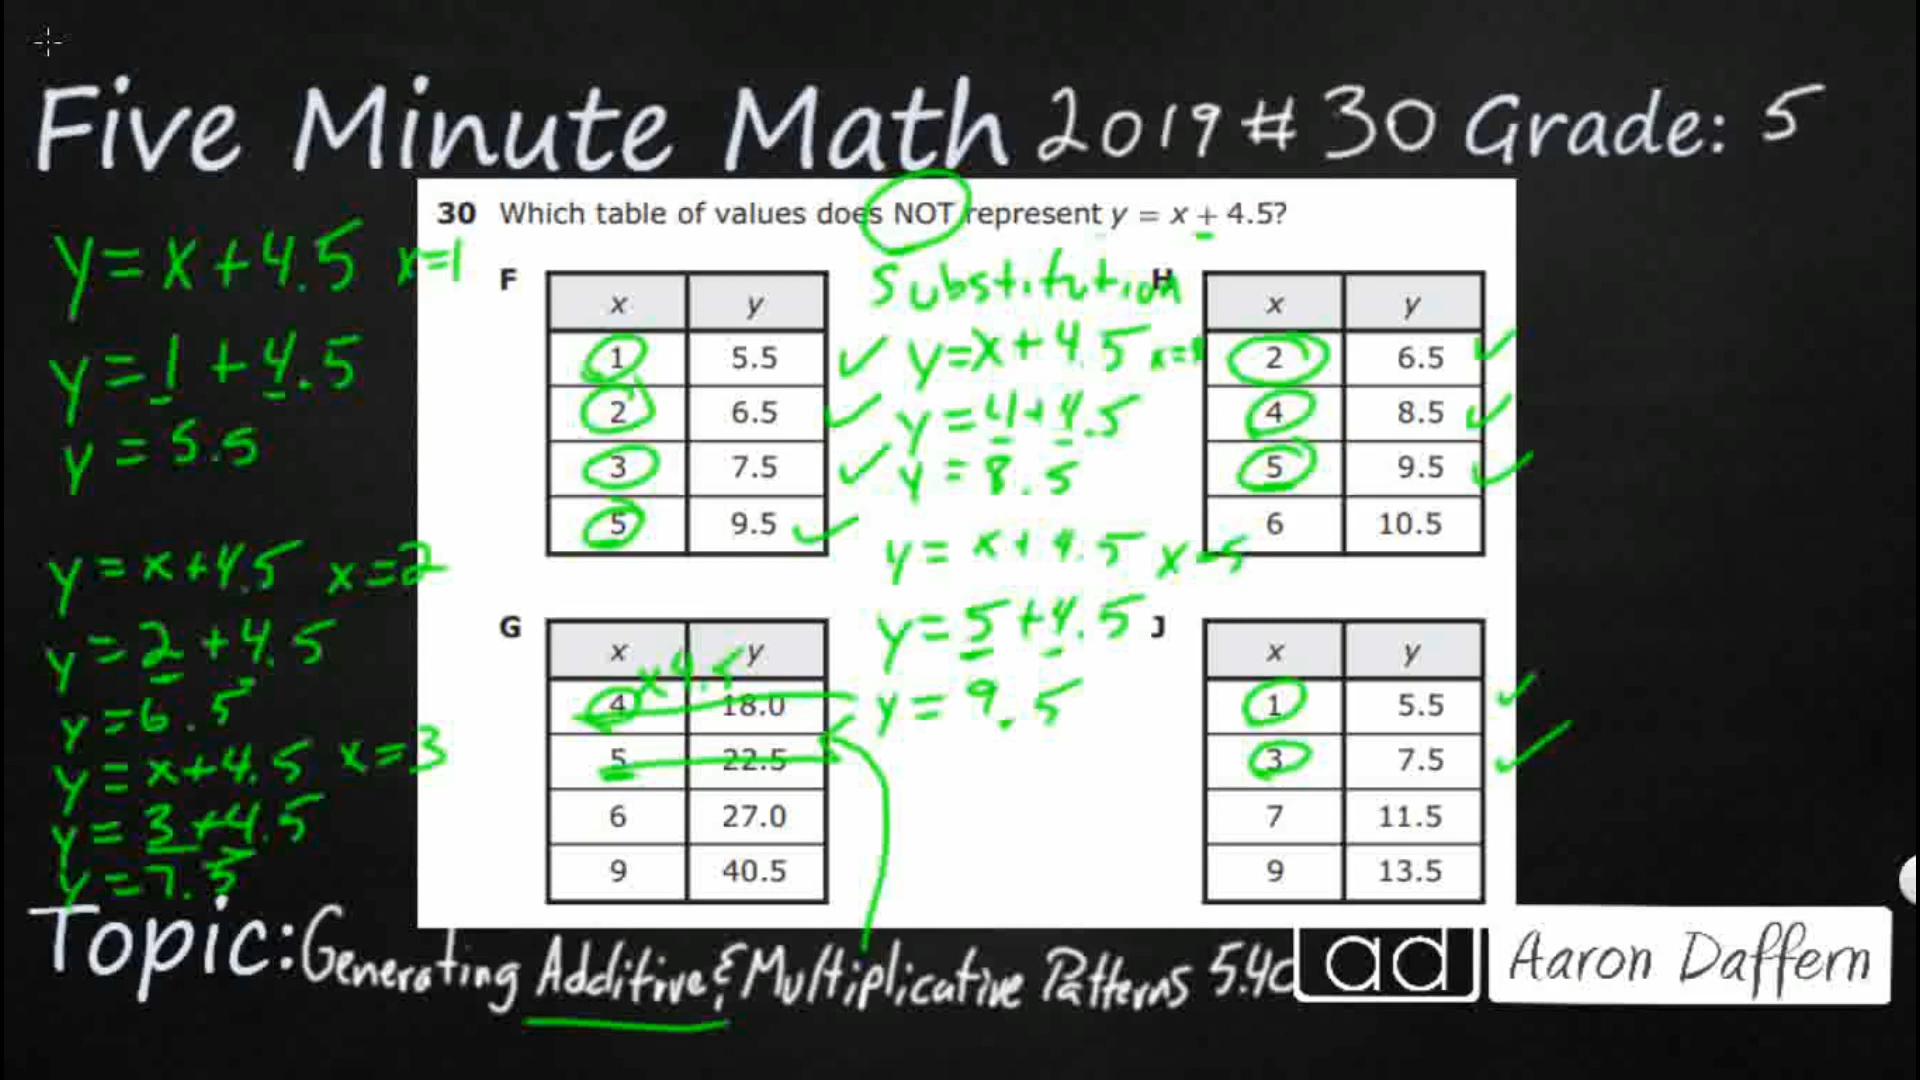 Five Minute Math 2019 # 30 Grade: 5
30 Which table of values does NOT represent y = x + 4.5?
y = x + 4.5 x=1
y = 1 + 4.5
y = 5.5
y = x + 4.5 x = 2
y = 2 + 4.5
y = 6.5
y = x + 4.5 x = 3
y = 3 + 4.5
y = 7.5
F
x y
1 5.5 ✓
2 6.5 ✓
3 7.5 ✓
5 9.5 ✓
G
x y
x 4.5
4 18.0
5 22.5
6 27.0
9 40.5
Substitution
y = x + 4.5
y = 4 + 4.5
y = 8.5
y = x + 4.5 x = 5
y = 5 + 4.5
y = 9.5
H
x y
2 6.5 ✓
4 8.5 ✓
5 9.5 ✓
6 10.5
J
x y
1 5.5 ✓
3 7.5 ✓
7 11.5
9 13.5
Topic: Generating Additive & Multiplicative Patterns 5.4C
ad
Aaron Daffern